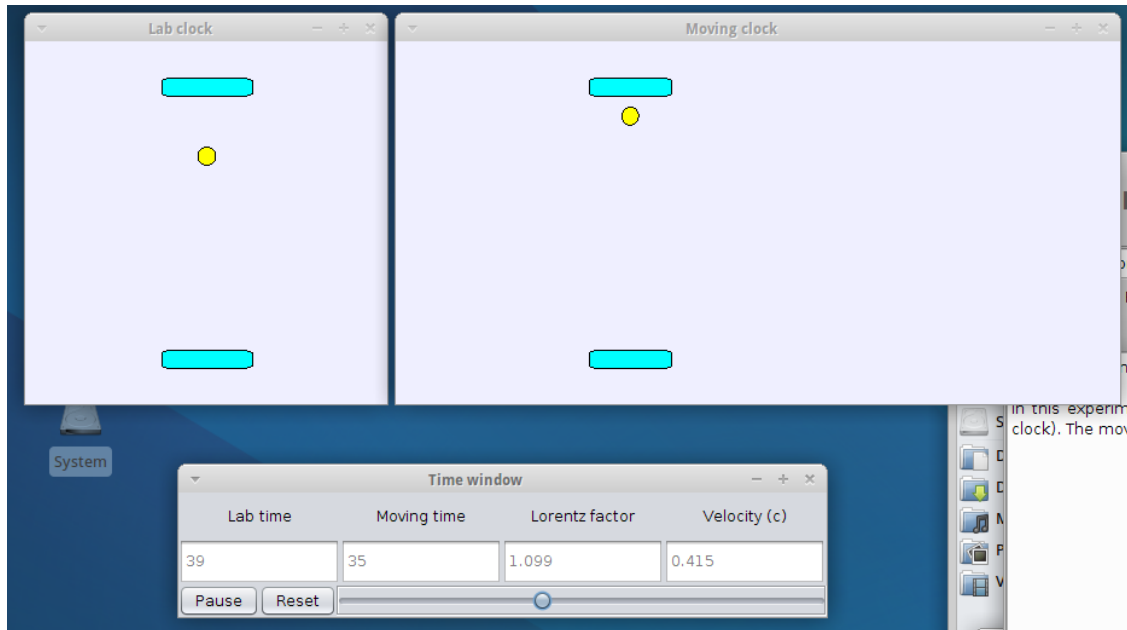 Lab clock
Moving clock
in this experim
clock). The mov
System
Time window
Lab time Moving time Lorentz factor Velocity (c)
39 35 1.099 0.415
Pause Reset